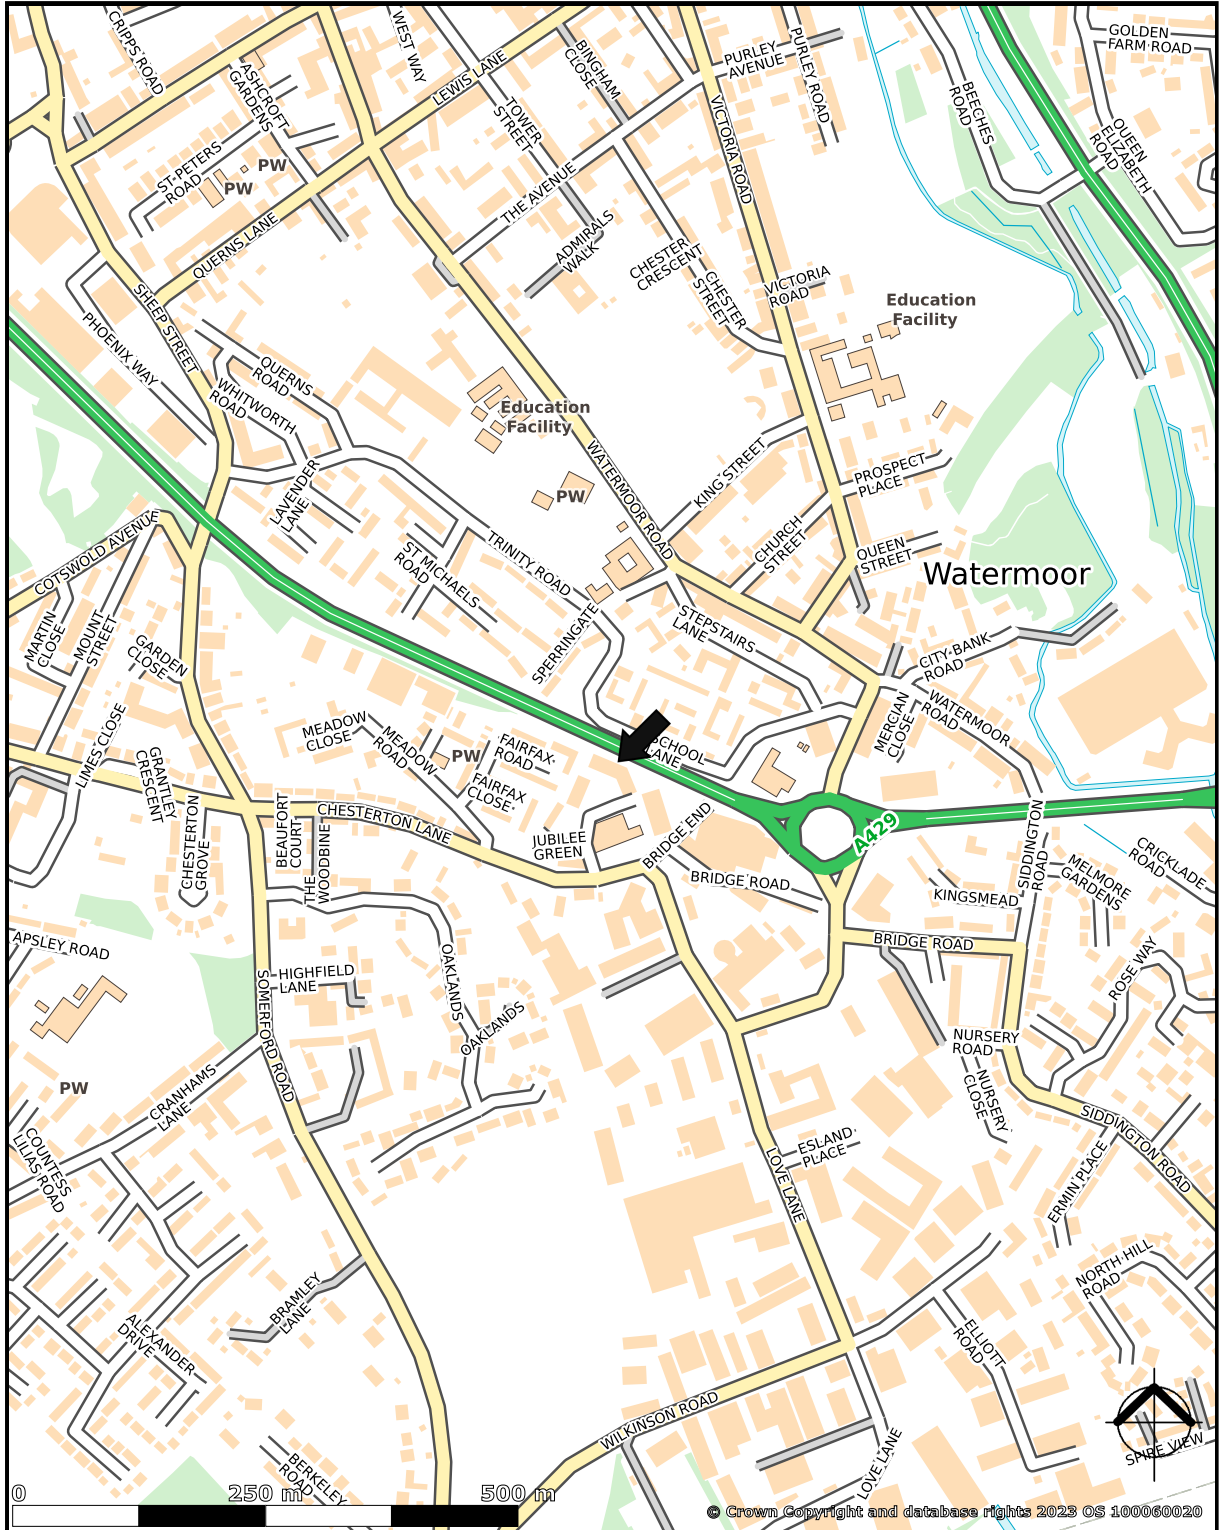 CRIPPS ROAD
WEST WAY
LEWIS LANE
BINGHAM
CLOSE
PURLEY
AVENUE
PURLEY ROAD
GOLDEN
FARM ROAD
ASHCROFT
GARDENS
TOWER
STREET
VICTORIA ROAD
BEECHES
ROAD
QUEEN
ELIZABETH
ROAD
ST PETERS
ROAD
PW
PW
THE AVENUE
QUERNS LANE
ADMIRALS
WALK
CHESTER
CRESCENT
CHESTER
STREET
VICTORIA
ROAD
Education
Facility
SHEEP STREET
PHOENIX WAY
QUERNS
ROAD
WHITWORTH
ROAD
Education
Facility
WATERMOOR ROAD
KING STREET
PROSPECT
PLACE
LAVENDER
LANE
PW
COTSWOLD AVENUE
TRINITY ROAD
CHURCH
STREET
QUEEN
STREET
ST MICHAELS
ROAD
Watermoor
MARTIN
CLOSE
MOUNT
STREET
GARDEN
CLOSE
SPERRINGATE
STEPSTAIRS
LANE
CITY BANK
ROAD
MERCIAN
CLOSE
WATERMOOR
ROAD
LIMES CLOSE
MEADOW
CLOSE
MEADOW
ROAD
PW
FAIRFAX
ROAD
FAIRFAX
CLOSE
SCHOOL
LANE
GRANTLEY
CRESCENT
CHESTERTON
GROVE
BEAUFORT
COURT
THE
WOODBINE
CHESTERTON LANE
JUBILEE
GREEN
BRIDGE END
A429
BRIDGE ROAD
SIDDINGTON
ROAD
CRICKLADE
ROAD
MELMORE
GARDENS
KINGSMEAD
BRIDGE ROAD
APSLEY ROAD
HIGHFIELD
LANE
OAKLANDS
OAKLANDS
SOMERFORD ROAD
ROSE WAY
NURSERY
ROAD
NURSERY
CLOSE
PW
CRANHAMS
LANE
COUNTESS
LILIAS ROAD
SIDDINGTON ROAD
ESLAND
PLACE
ERMIN PLACE
LOVE LANE
NORTH HILL
ROAD
BRAMLEY
LANE
ALEXANDER
DRIVE
ELLIOTT
ROAD
WILKINSON ROAD
LOVE LANE
SPIRE VIEW
BERKELEY
ROAD
0 250 m 500 m
© Crown Copyright and database rights 2023 OS 100060020